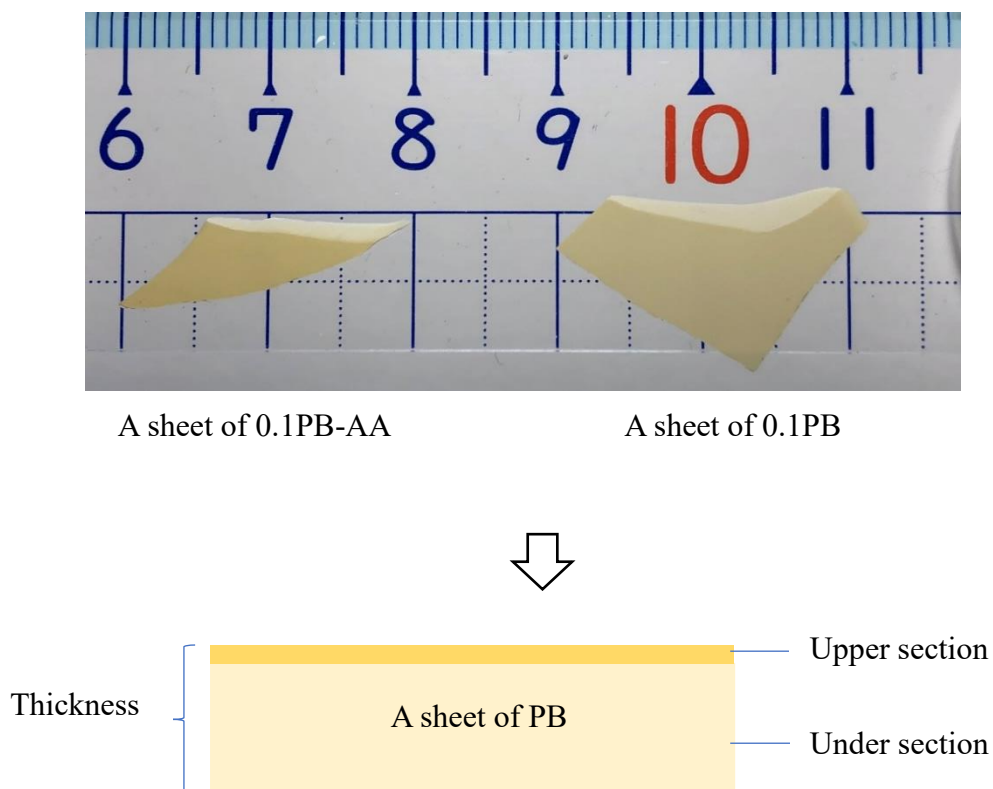 6 7 8 9 10 11
A sheet of 0.1PB-AA
A sheet of 0.1PB
Upper section
Thickness
A sheet of PB
Under section